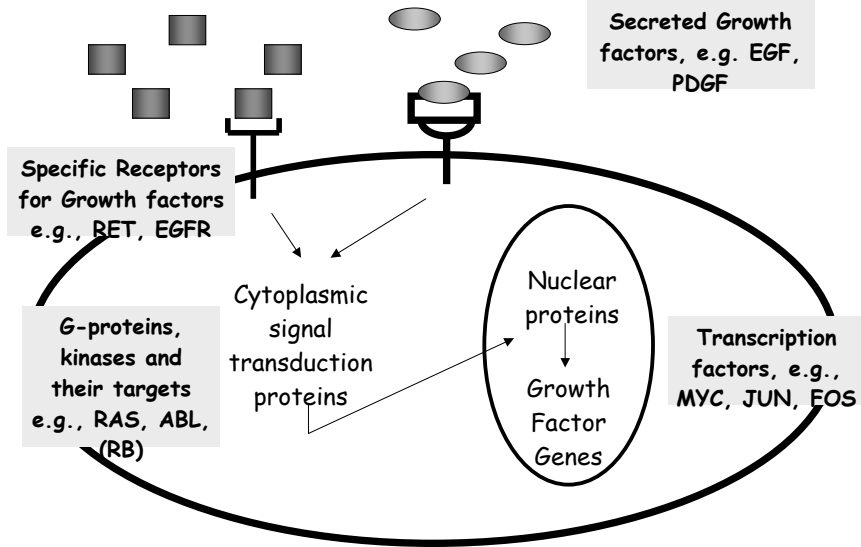 Secreted Growth
factors, e.g. EGF,
PDGF
Specific Receptors
for Growth factors
e.g., RET, EGFR
Cytoplasmic
signal
transduction
proteins
Nuclear
proteins
Growth
Factor
Genes
G-proteins,
kinases and
their targets
e.g., RAS, ABL,
(RB)
Transcription
factors, e.g.,
MYC, JUN, FOS